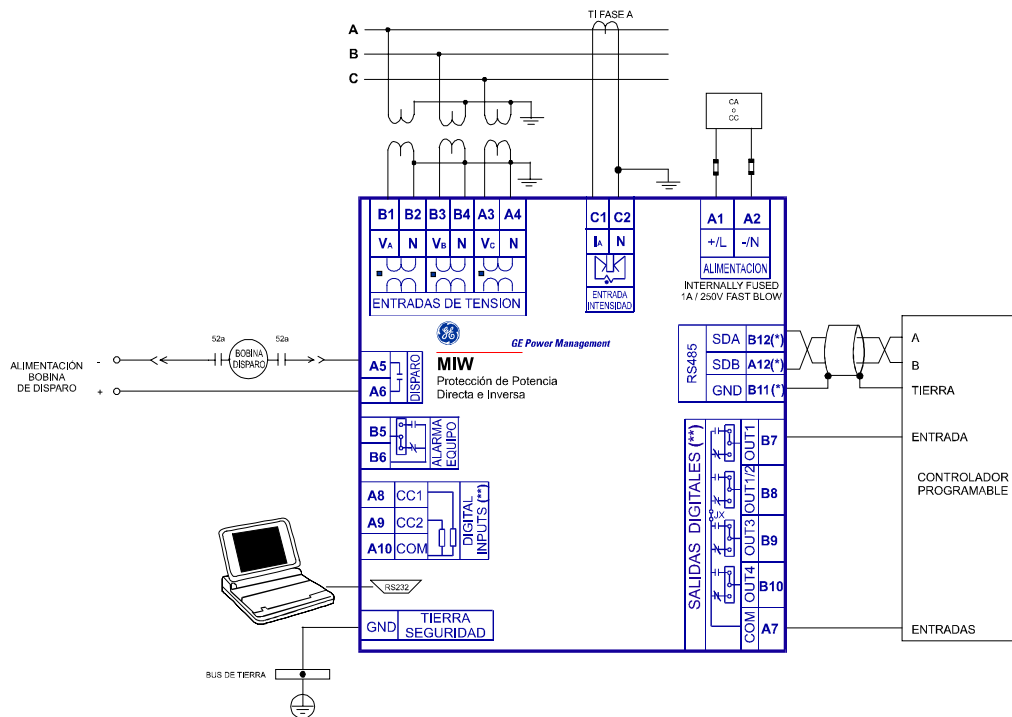 TI FASE A
A
B
C
CA
o
CC
B1 B2 B3 B4 A3 A4
VA N VB N VC N
ENTRADAS DE TENSION
C1 C2
IA N
ENTRADA
INTENSIDAD
A1 A2
+/L -/N
ALIMENTACION
INTERNALLY FUSED
1A / 250V FAST BLOW
GE Power Management
MIW
Protección de Potencia
Directa e Inversa
ALIMENTACIÓN
BOBINA
DE DISPARO
-
+
52a
BOBINA
DISPARO
52a
A5
A6
DISPARO
B5
B6
ALARMA
EQUIPO
A8 CC1
A9 CC2
A10 COM
DIGITAL
INPUTS (**)
RS232
GND
TIERRA
SEGURIDAD
BUS DE TIERRA
RS485
SDA B12(*)
SDB A12(*)
GND B11(*)
SALIDAS DIGITALES (**)
JX
OUT1 B7
OUT1/2 B8
OUT3 B9
OUT4 B10
COM A7
A
B
TIERRA
ENTRADA
CONTROLADOR
PROGRAMABLE
ENTRADAS